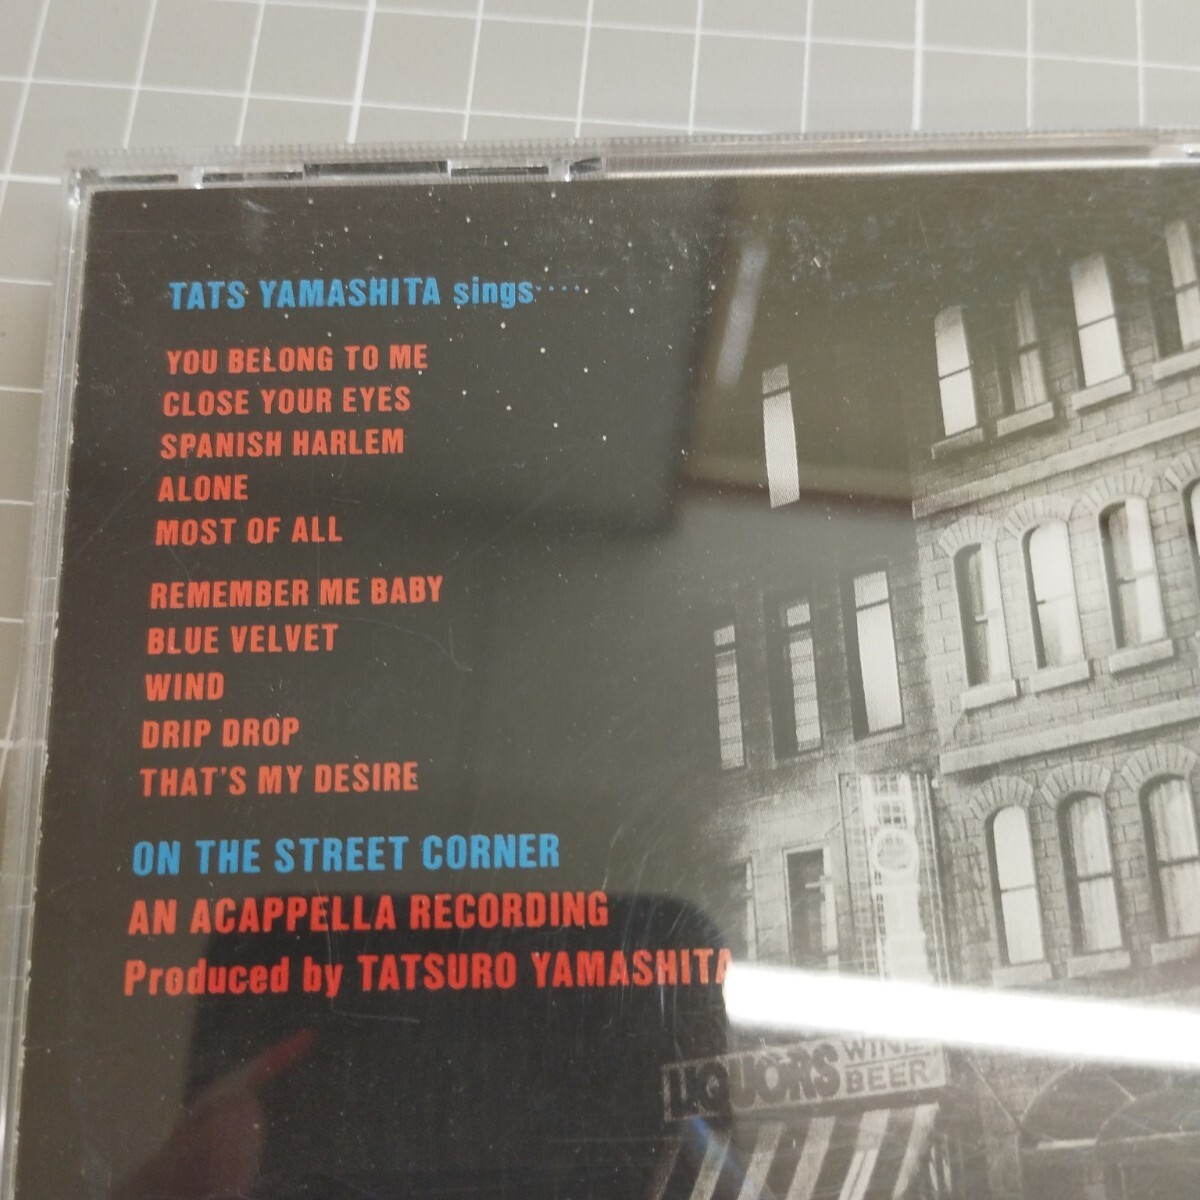 TATS YAMASHITA sings····
YOU BELONG TO ME
CLOSE YOUR EYES
SPANISH HARLEM
ALONE
MOST OF ALL
REMEMBER ME BABY
BLUE VELVET
WIND
DRIP DROP
THAT'S MY DESIRE
ON THE STREET CORNER
AN ACAPPELLA RECORDING
Produced by TATSURO YAMASHITA
HOTEL
LIQUORS WINE
BEER